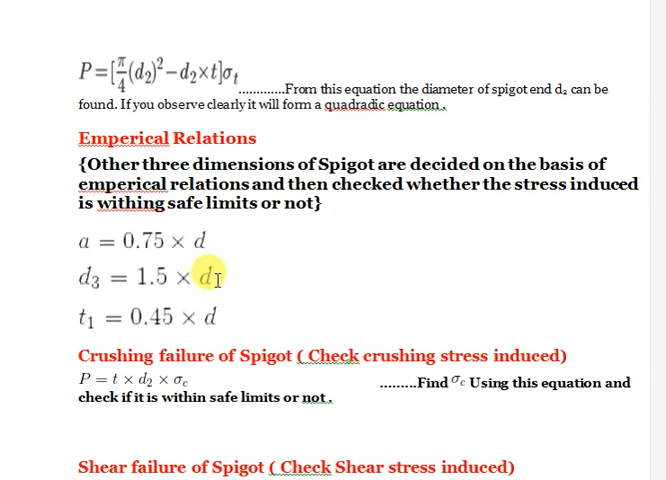 P = [π/4 (d₂)² – d₂ × t]σₜ .............From this equation the diameter of spigot end d₂ can be
found. If you observe clearly it will form a quadradic equation..
Emperical Relations
{Other three dimensions of Spigot are decided on the basis of
emperical relations and then checked whether the stress induced
is withing safe limits or not}
a = 0.75 × d
d₃ = 1.5 × d
t₁ = 0.45 × d
Crushing failure of Spigot ( Check crushing stress induced)
P = t × d₂ × σ_c .........Find σ_c Using this equation and
check if it is within safe limits or not .
Shear failure of Spigot ( Check Shear stress induced)